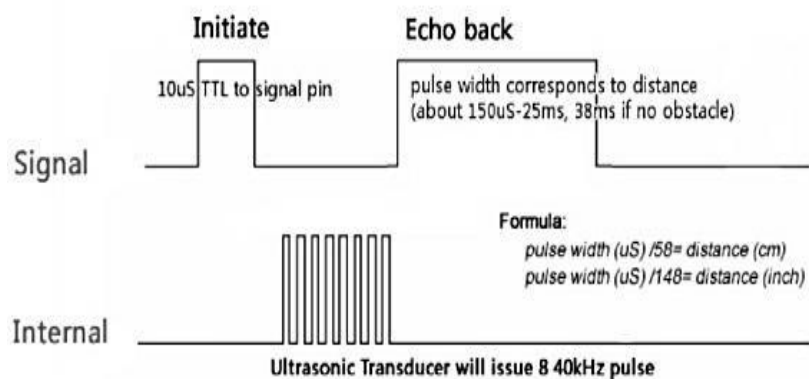 Initiate
Echo back
10uS TTL to signal pin
pulse width corresponds to distance
(about 150uS-25ms, 38ms if no obstacle)
Signal
Formula:
pulse width (uS) /58= distance (cm)
pulse width (uS) /148= distance (inch)
Internal
Ultrasonic Transducer will issue 8 40kHz pulse